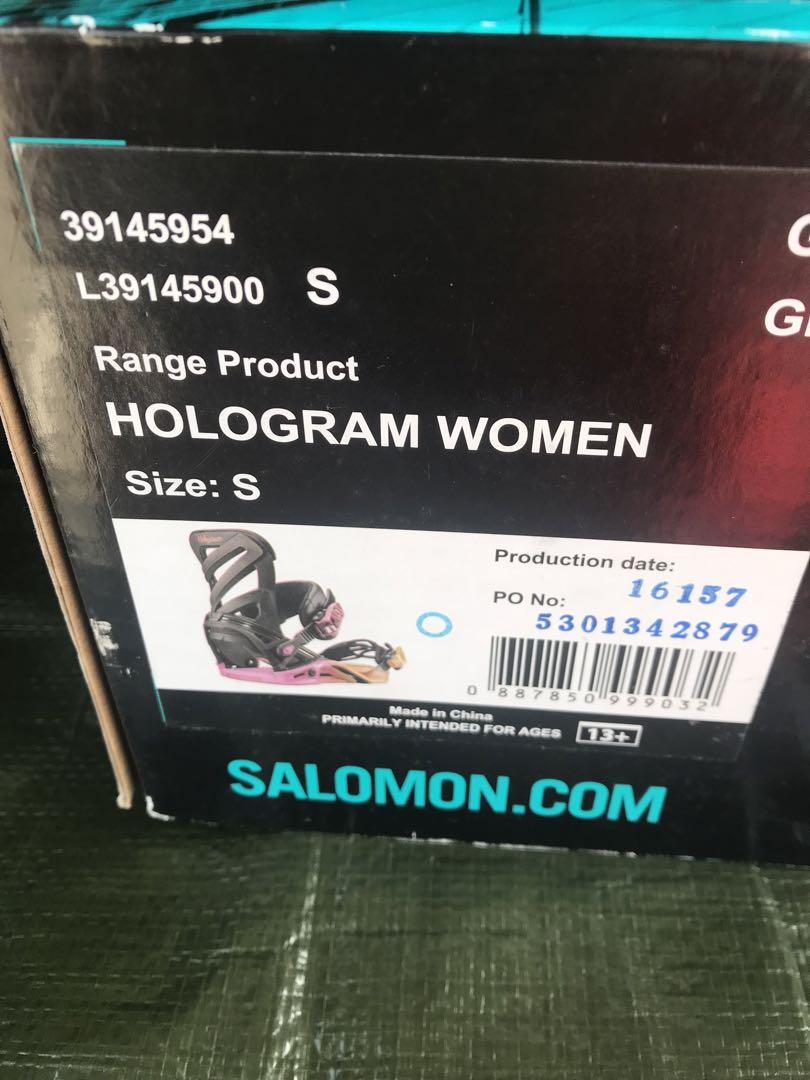 39145954
L39145900 S
Range Product
HOLOGRAM WOMEN
Size: S
Production date:
16157
PO No:
5301342879
0 887850 999032
Made in China
PRIMARILY INTENDED FOR AGES 13+
SALOMON.COM